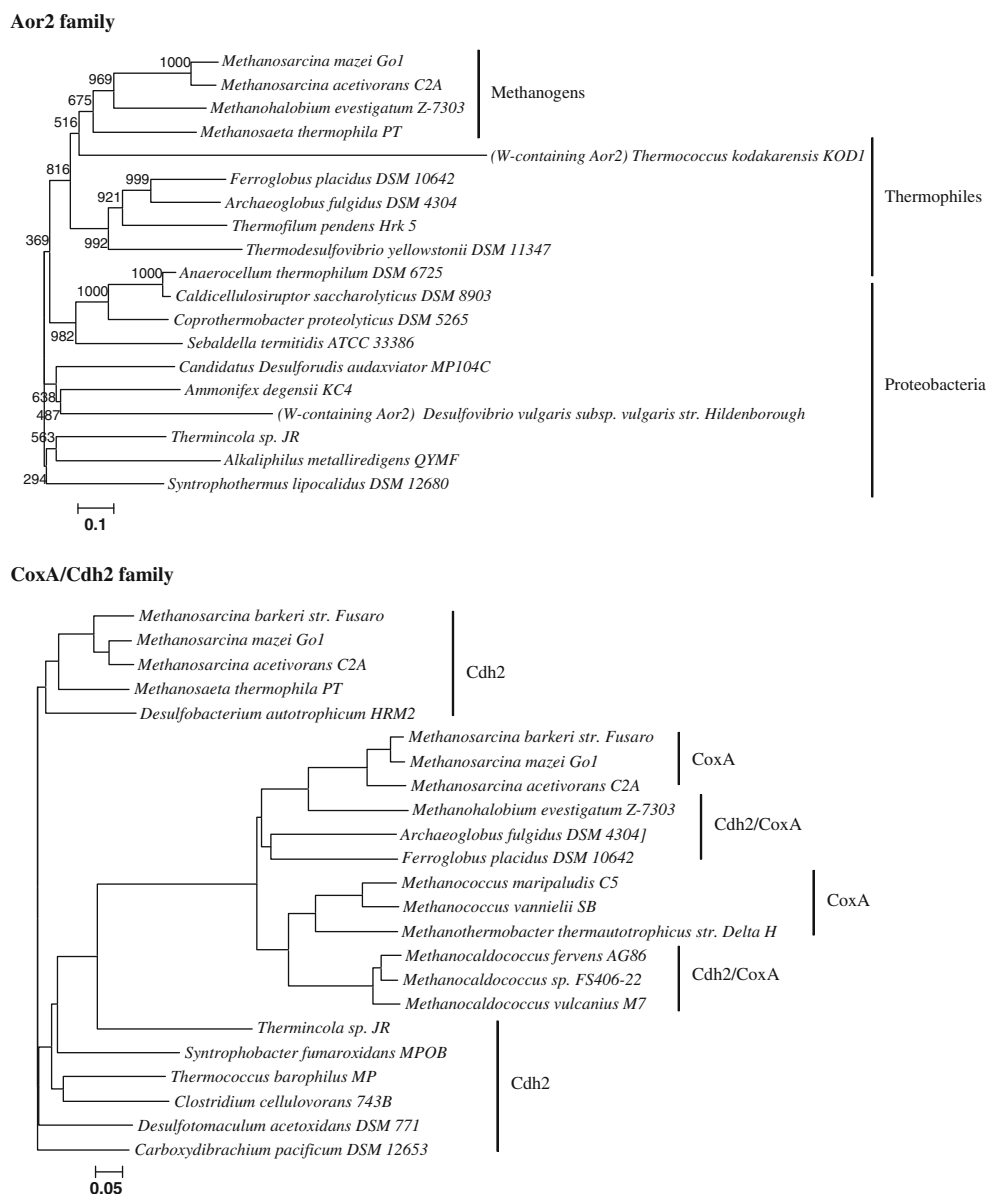 Aor2 family
1000
Methanosarcina mazei Go1
969
Methanosarcina acetivorans C2A
675
Methanohalobium evestigatum Z-7303
Methanogens
516
Methanosaeta thermophila PT
(W-containing Aor2) Thermococcus kodakarensis KOD1
816
999
Ferroglobus placidus DSM 10642
Thermophiles
921
Archaeoglobus fulgidus DSM 4304
Thermofilum pendens Hrk 5
369
992
Thermodesulfovibrio yellowstonii DSM 11347
1000
Anaerocellum thermophilum DSM 6725
1000
Caldicellulosiruptor saccharolyticus DSM 8903
Coprothermobacter proteolyticus DSM 5265
982
Sebaldella termitidis ATCC 33386
Candidatus Desulforudis audaxviator MP104C
Proteobacteria
638
Ammonifex degensii KC4
487
(W-containing Aor2) Desulfovibrio vulgaris subsp. vulgaris str. Hildenborough
563
Thermincola sp. JR
Alkaliphilus metalliredigens QYMF
294
Syntrophothermus lipocalidus DSM 12680
0.1
CoxA/Cdh2 family
Methanosarcina barkeri str. Fusaro
Methanosarcina mazei Go1
Methanosarcina acetivorans C2A
Cdh2
Methanosaeta thermophila PT
Desulfobacterium autotrophicum HRM2
Methanosarcina barkeri str. Fusaro
Methanosarcina mazei Go1
CoxA
Methanosarcina acetivorans C2A
Methanohalobium evestigatum Z-7303
Cdh2/CoxA
Archaeoglobus fulgidus DSM 4304]
Ferroglobus placidus DSM 10642
Methanococcus maripaludis C5
CoxA
Methanococcus vannielii SB
Methanothermobacter thermautotrophicus str. Delta H
Methanocaldococcus fervens AG86
Cdh2/CoxA
Methanocaldococcus sp. FS406-22
Methanocaldococcus vulcanius M7
Thermincola sp. JR
Syntrophobacter fumaroxidans MPOB
Thermococcus barophilus MP
Cdh2
Clostridium cellulovorans 743B
Desulfotomaculum acetoxidans DSM 771
Carboxydibrachium pacificum DSM 12653
0.05